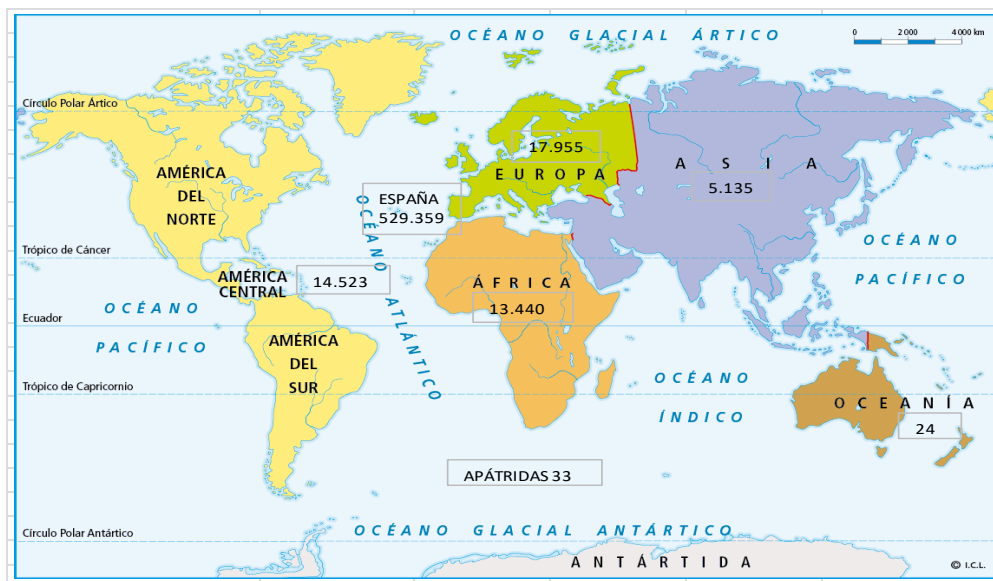 OCÉANO GLACIAL ÁRTICO
0 2 000 4 000 km
Círculo Polar Ártico
17.955
EUROPA
ASIA
5.135
AMÉRICA
DEL
NORTE
ESPAÑA
529.359
OCÉANO
ATLÁNTICO
Trópico de Cáncer
OCÉANO
PACÍFICO
AMÉRICA
CENTRAL
14.523
ÁFRICA
13.440
OCÉANO
PACÍFICO
Ecuador
AMÉRICA
DEL
SUR
Trópico de Capricornio
OCÉANO
ÍNDICO
OCEANÍA
24
APÁTRIDAS 33
Círculo Polar Antártico
OCÉANO GLACIAL ANTÁRTICO
ANTÁRTIDA
© I.C.L.